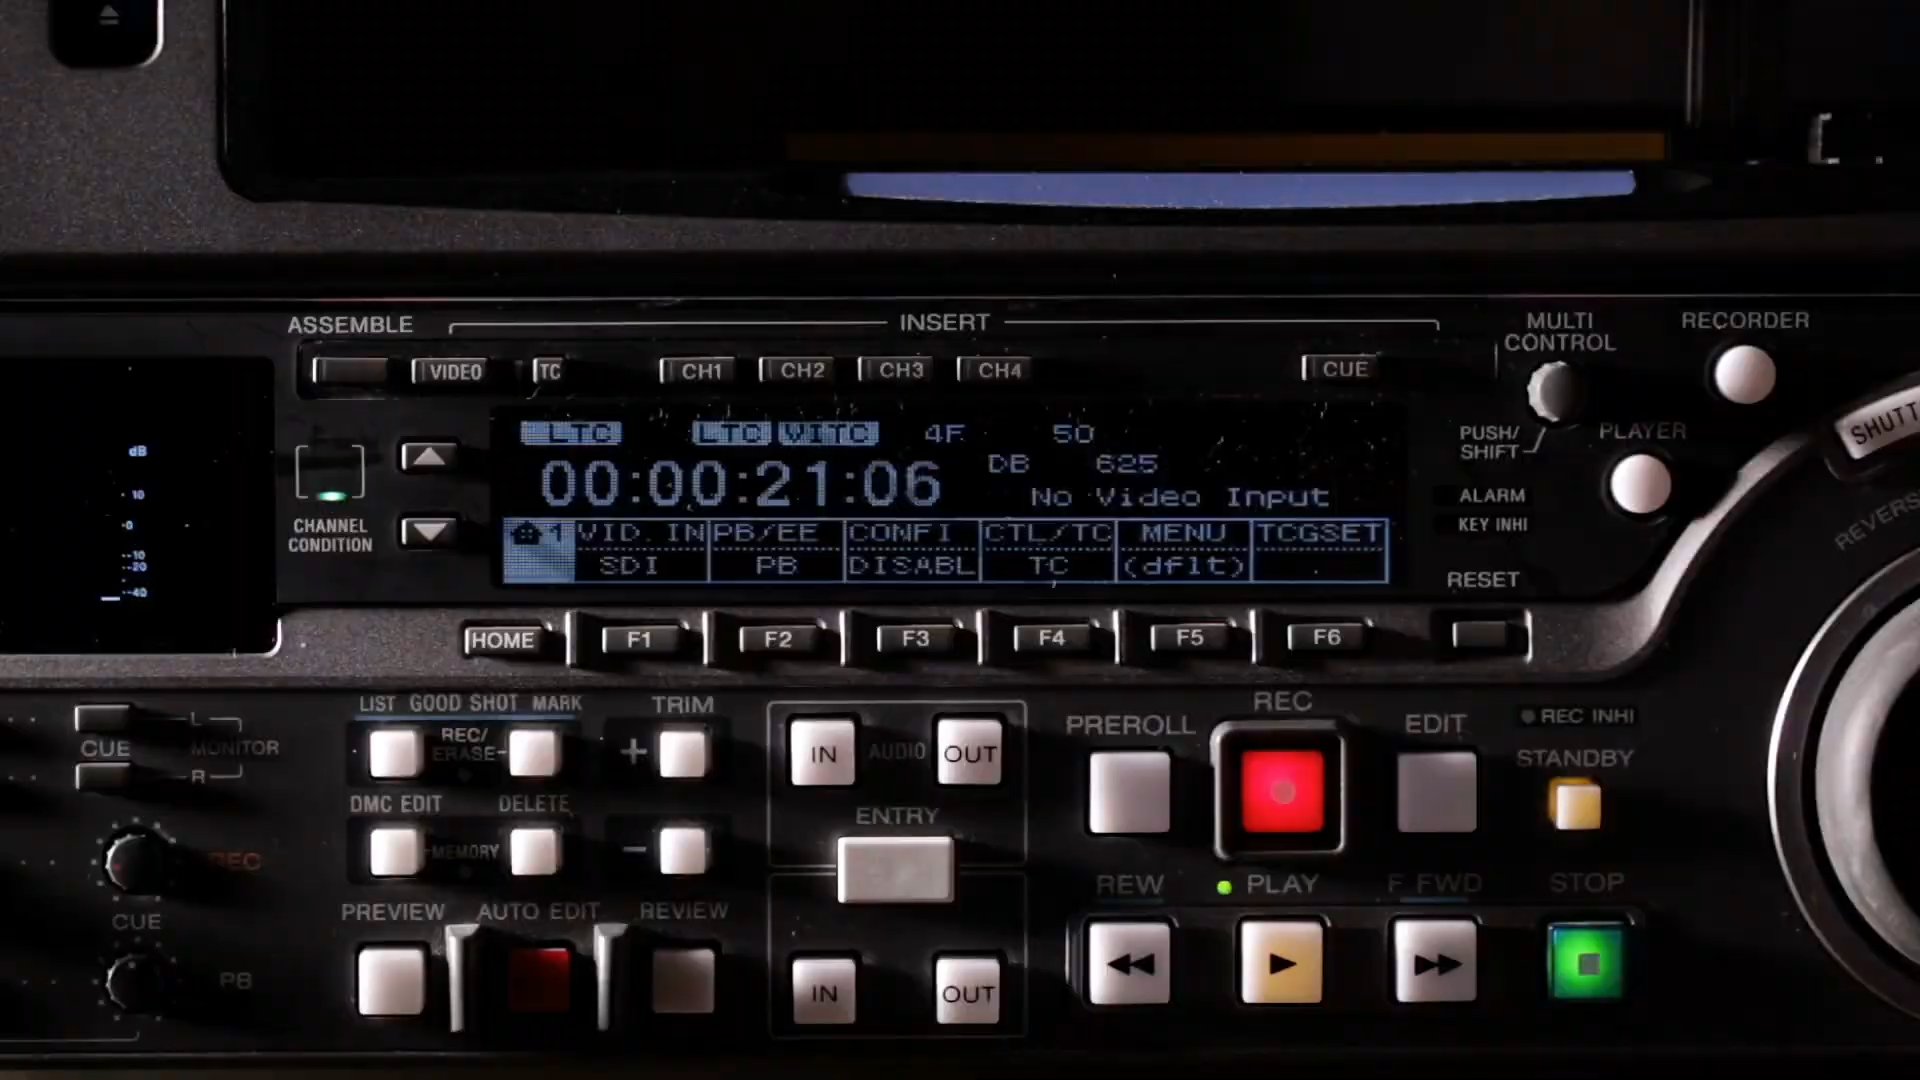 ASSEMBLE
INSERT
MULTI
CONTROL
RECORDER
VIDEO
TC
CH1
CH2
CH3
CH4
CUE
SHUTT
LTC
LTC
VITC
4F
50
PUSH/
SHIFT
PLAYER
dB
10
0
-10
-20
-40
00:00:21:06
DB
625
No Video Input
ALARM
KEY INHI
REVERS
CHANNEL
CONDITION
1
VID. IN
PB/EE
CONFI
CTL/TC
MENU
TCGSET
SDI
PB
DISABL
TC
(dflt)
RESET
HOME
F1
F2
F3
F4
F5
F6
LIST
GOOD SHOT
MARK
TRIM
REC
PREROLL
EDIT
REC INHI
L
CUE
MONITOR
R
REC/
ERASE
+
IN
AUDIO
OUT
STANDBY
DMC EDIT
DELETE
ENTRY
MEMORY
-
REC
CUE
PREVIEW
AUTO EDIT
REVIEW
REW
PLAY
F FWD
STOP
PB
IN
OUT